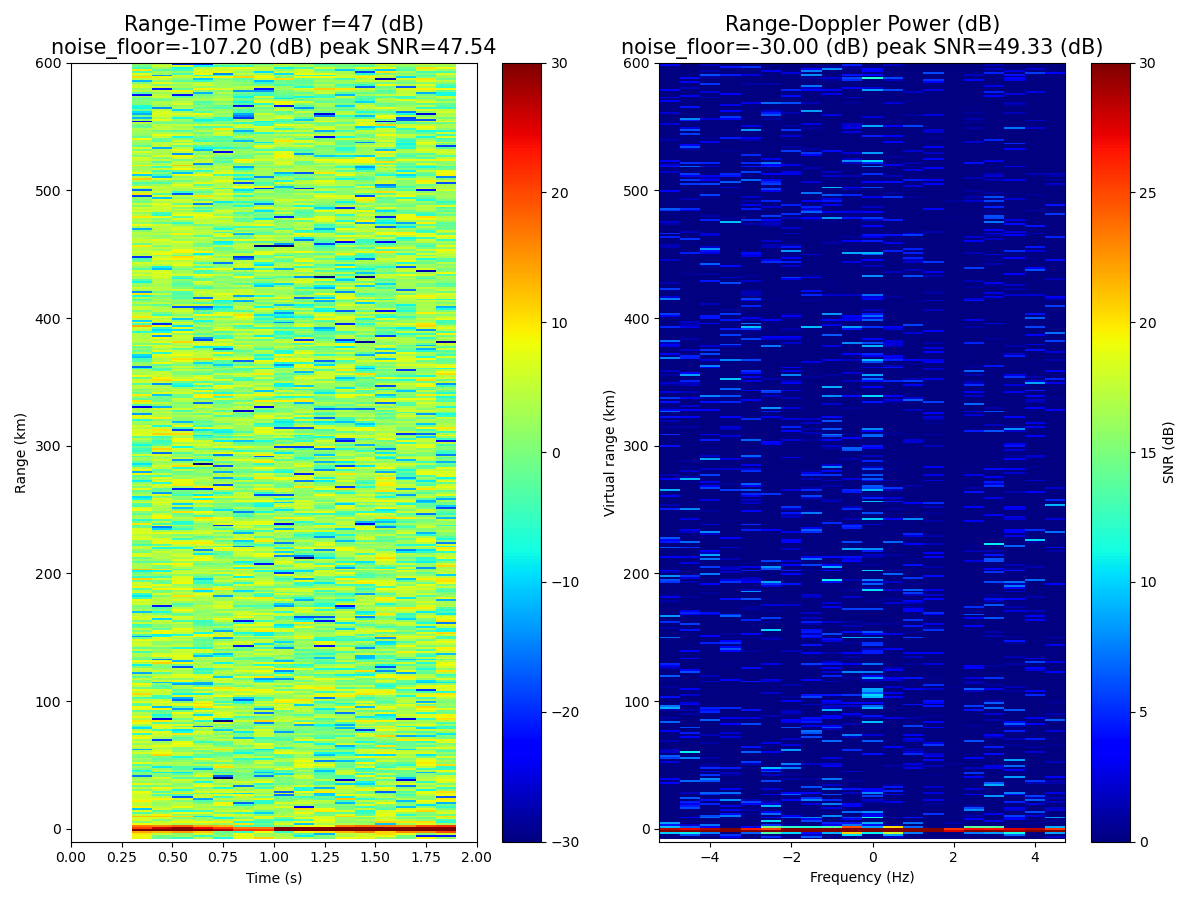 Range-Time Power f=47 (dB)
noise_floor=-107.20 (dB) peak SNR=47.54
Range (km)
600
500
400
300
200
100
0
0.00 0.25 0.50 0.75 1.00 1.25 1.50 1.75 2.00
Time (s)
30
20
10
0
−10
−20
−30
Range-Doppler Power (dB)
noise_floor=-30.00 (dB) peak SNR=49.33 (dB)
Virtual range (km)
600
500
400
300
200
100
0
−4 −2 0 2 4
Frequency (Hz)
30
25
20
15
10
5
0
SNR (dB)